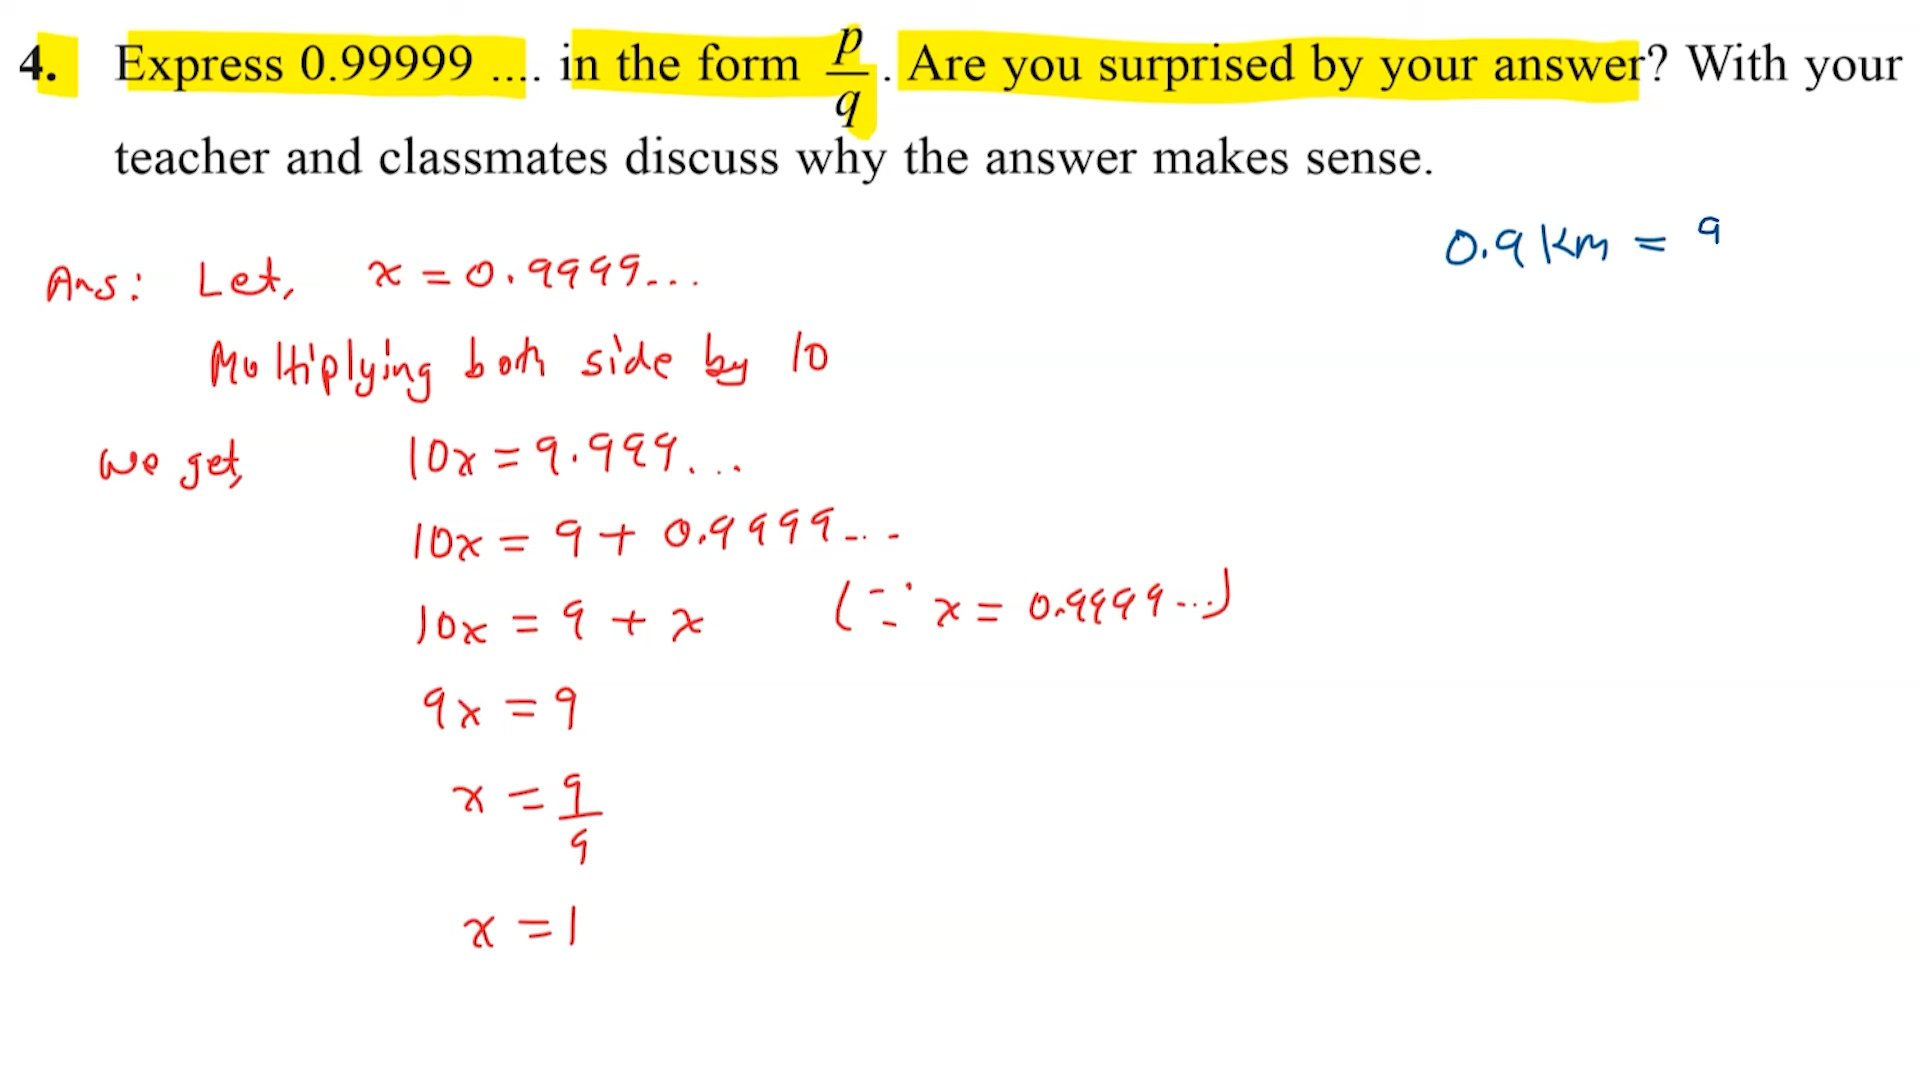 4. Express 0.99999 .... in the form p/q. Are you surprised by your answer? With your
teacher and classmates discuss why the answer makes sense.
0.9 Km = 9
Ans: Let, x = 0.9999...
Multiplying both side by 10
We get, 10x = 9.999...
10x = 9 + 0.9999...
10x = 9 + x (∵ x = 0.9999...)
9x = 9
x = 9/9
x = 1